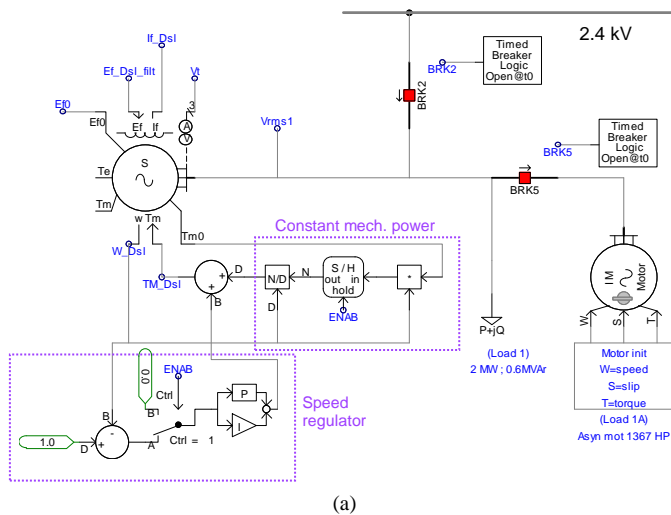 2.4 kV
If_Dsl
Ef_Dsl_filt
Vt
Ef0
Ef0
Ef
If
3
A
V
S
Te
Tm
w Tm
Tm0
W_Dsl
TM_Dsl
Vrms1
BRK2
BRK2
Timed
Breaker
Logic
Open@t0
Timed
Breaker
Logic
Open@t0
BRK5
BRK5
Constant mech. power
D
N
N/D
D
S / H
out in
hold
*
ENAB
+
+
B
P+jQ
(Load 1)
2 MW ; 0.6MVAr
IM
Motor
W
S
T
Motor init
W=speed
S=slip
T=torque
(Load 1A)
Asyn mot 1367 HP
0.0
ENAB
B
Ctrl
A
Ctrl = 1
P
I
Speed
regulator
B
-
+
D
1.0
(a)